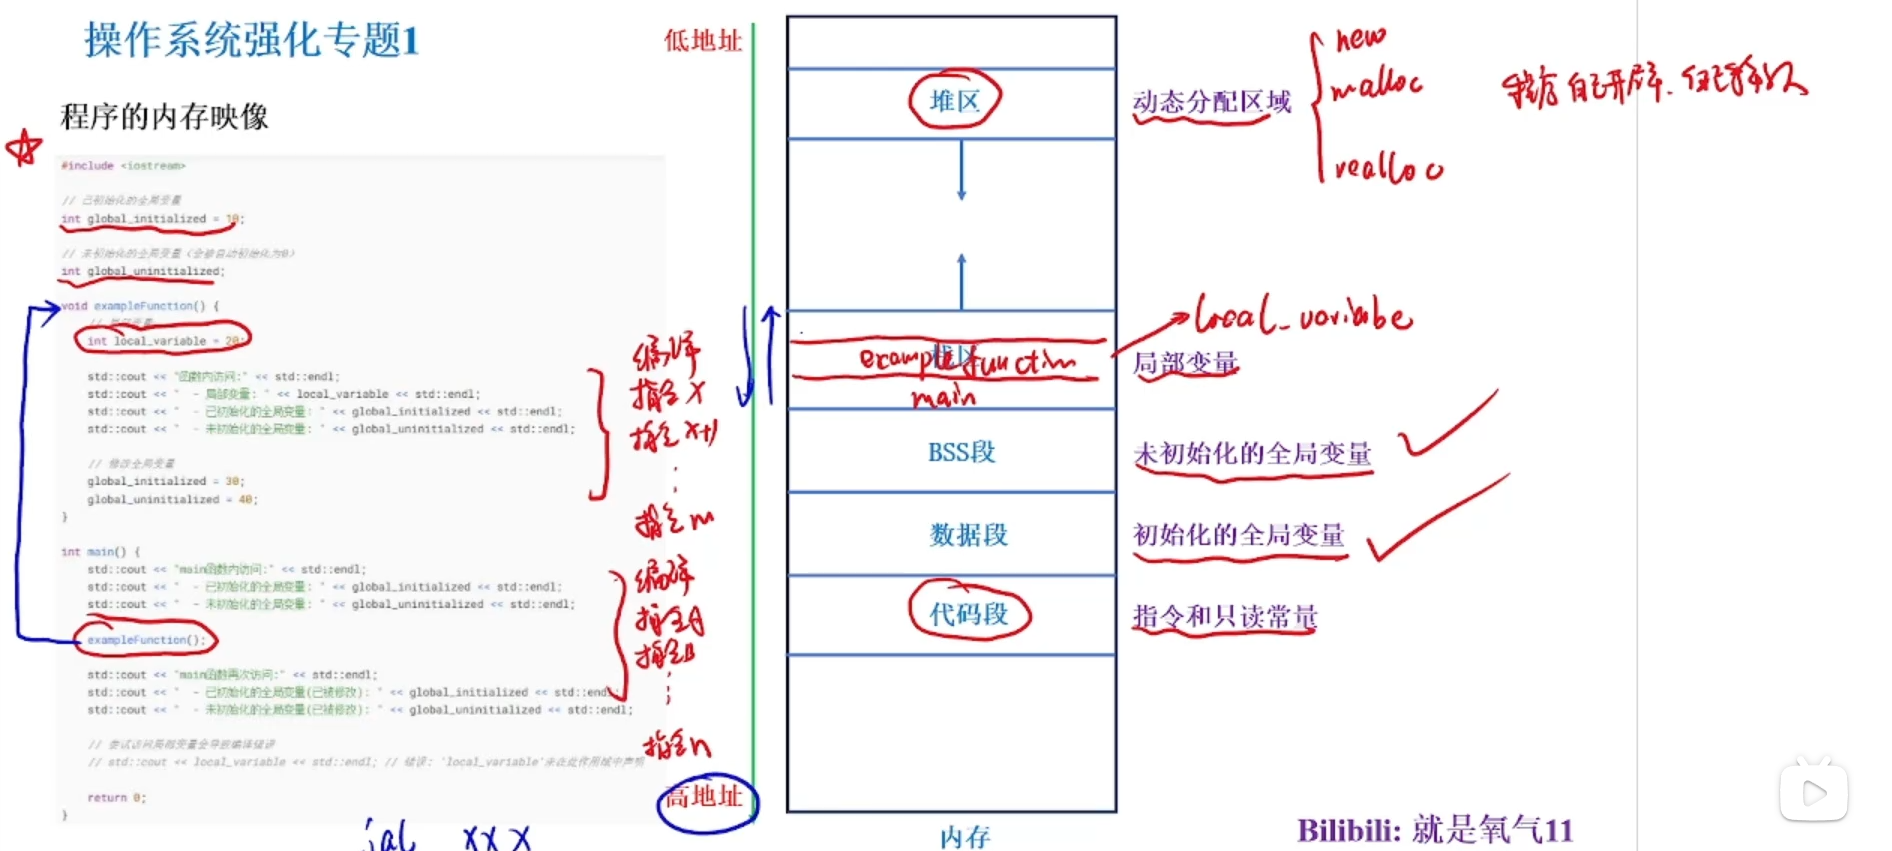 操作系统强化专题1
程序的内存映像
#include <iostream>
// 已初始化的全局变量
int global_initialized = 10;
// 未初始化的全局变量（会被自动初始化为0）
int global_uninitialized;
void exampleFunction() {
int local_variable = 20;
std::cout << "函数内访问:" << std::endl;
std::cout << "  - 局部变量: " << local_variable << std::endl;
std::cout << "  - 已初始化的全局变量: " << global_initialized << std::endl;
std::cout << "  - 未初始化的全局变量: " << global_uninitialized << std::endl;
// 修改全局变量
global_initialized = 30;
global_uninitialized = 40;
}
int main() {
std::cout << "main函数内访问:" << std::endl;
std::cout << "  - 已初始化的全局变量: " << global_initialized << std::endl;
std::cout << "  - 未初始化的全局变量: " << global_uninitialized << std::endl;
exampleFunction();
std::cout << "main函数再次访问:" << std::endl;
std::cout << "  - 已初始化的全局变量(已被修改): " << global_initialized << std::endl;
std::cout << "  - 未初始化的全局变量(已被修改): " << global_uninitialized << std::endl;
// 尝试访问局部变量会导致编译错误
// std::cout << local_variable << std::endl; // 错误: 'local_variable'未在此作用域中声明
return 0;
}
编译
指令x
指令x+1
指令m
编译
指令A
指令B
指令n
xxx
低地址
高地址
堆区
example function
main
BSS段
数据段
代码段
内存
动态分配区域
new
malloc
realloc
自己开辟.自己释放
local_variable
局部变量
未初始化的全局变量
初始化的全局变量
指令和只读常量
Bilibili: 就是氧气11